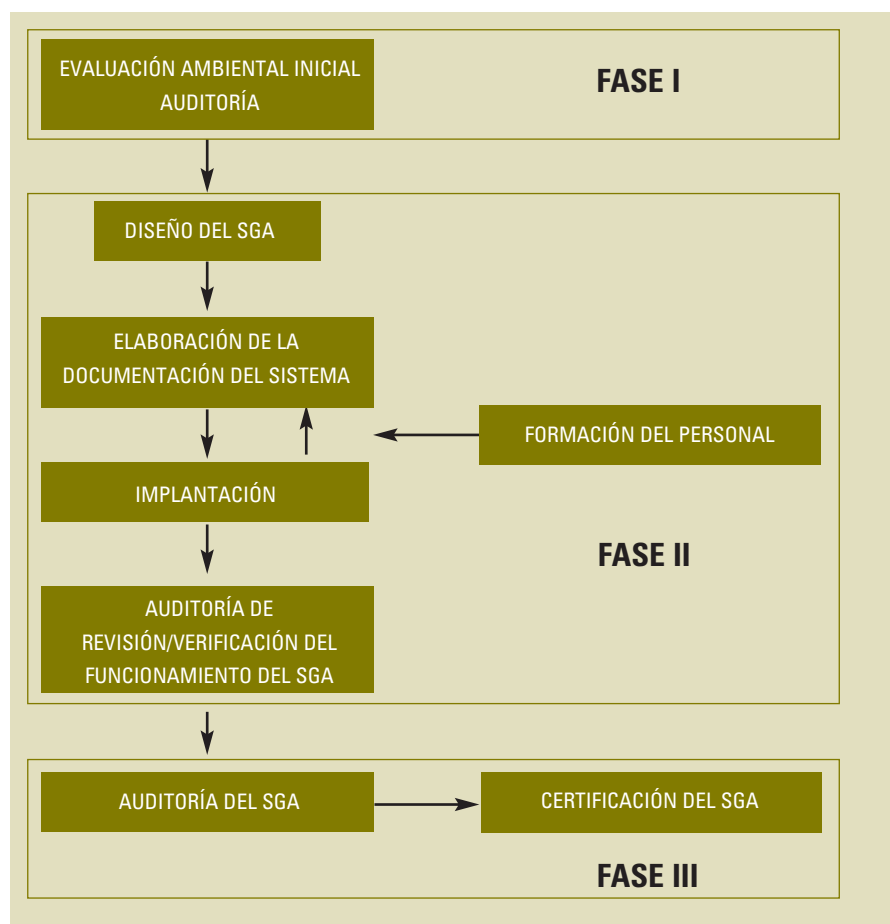 EVALUACIÓN AMBIENTAL INICIAL
AUDITORÍA
FASE I
DISEÑO DEL SGA
ELABORACIÓN DE LA
DOCUMENTACIÓN DEL SISTEMA
FORMACIÓN DEL PERSONAL
IMPLANTACIÓN
FASE II
AUDITORÍA DE
REVISIÓN/VERIFICACIÓN DEL
FUNCIONAMIENTO DEL SGA
AUDITORÍA DEL SGA
CERTIFICACIÓN DEL SGA
FASE III